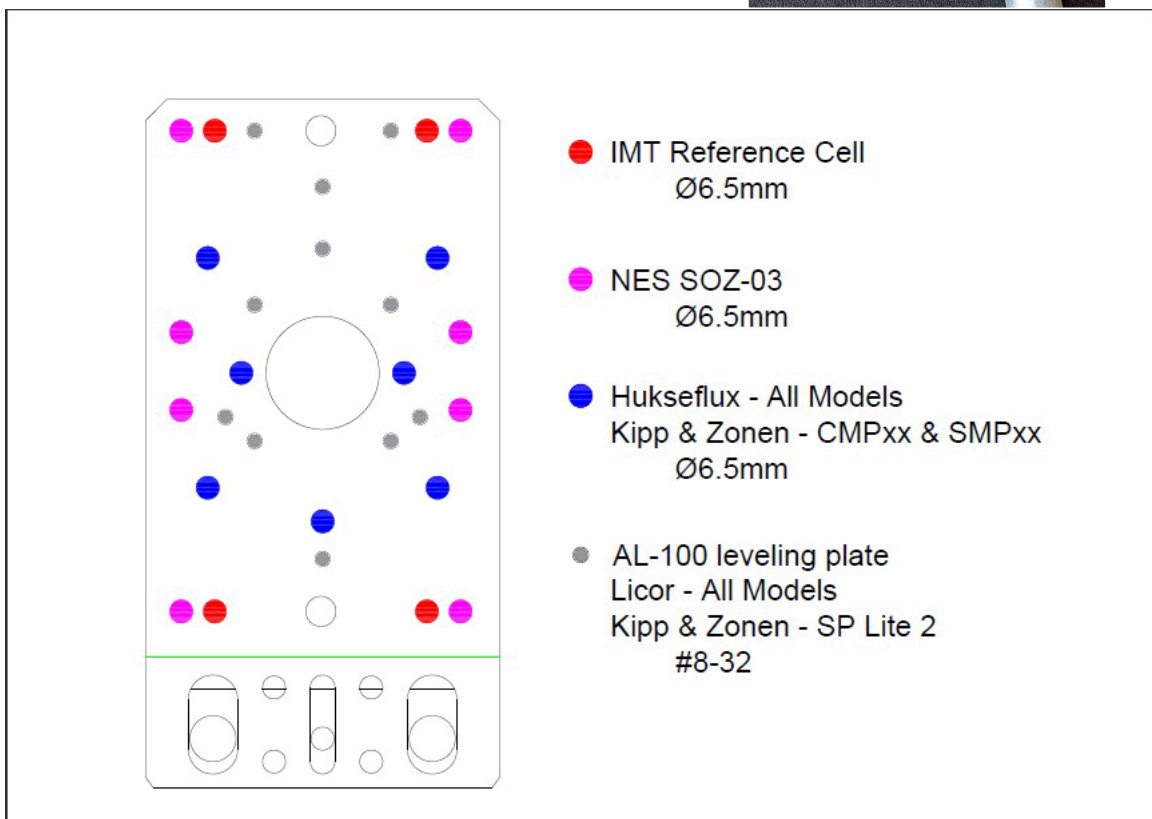 IMT Reference Cell
Ø6.5mm
NES SOZ-03
Ø6.5mm
Hukseflux - All Models
Kipp & Zonen - CMPxx & SMPxx
Ø6.5mm
AL-100 leveling plate
Licor - All Models
Kipp & Zonen - SP Lite 2
#8-32